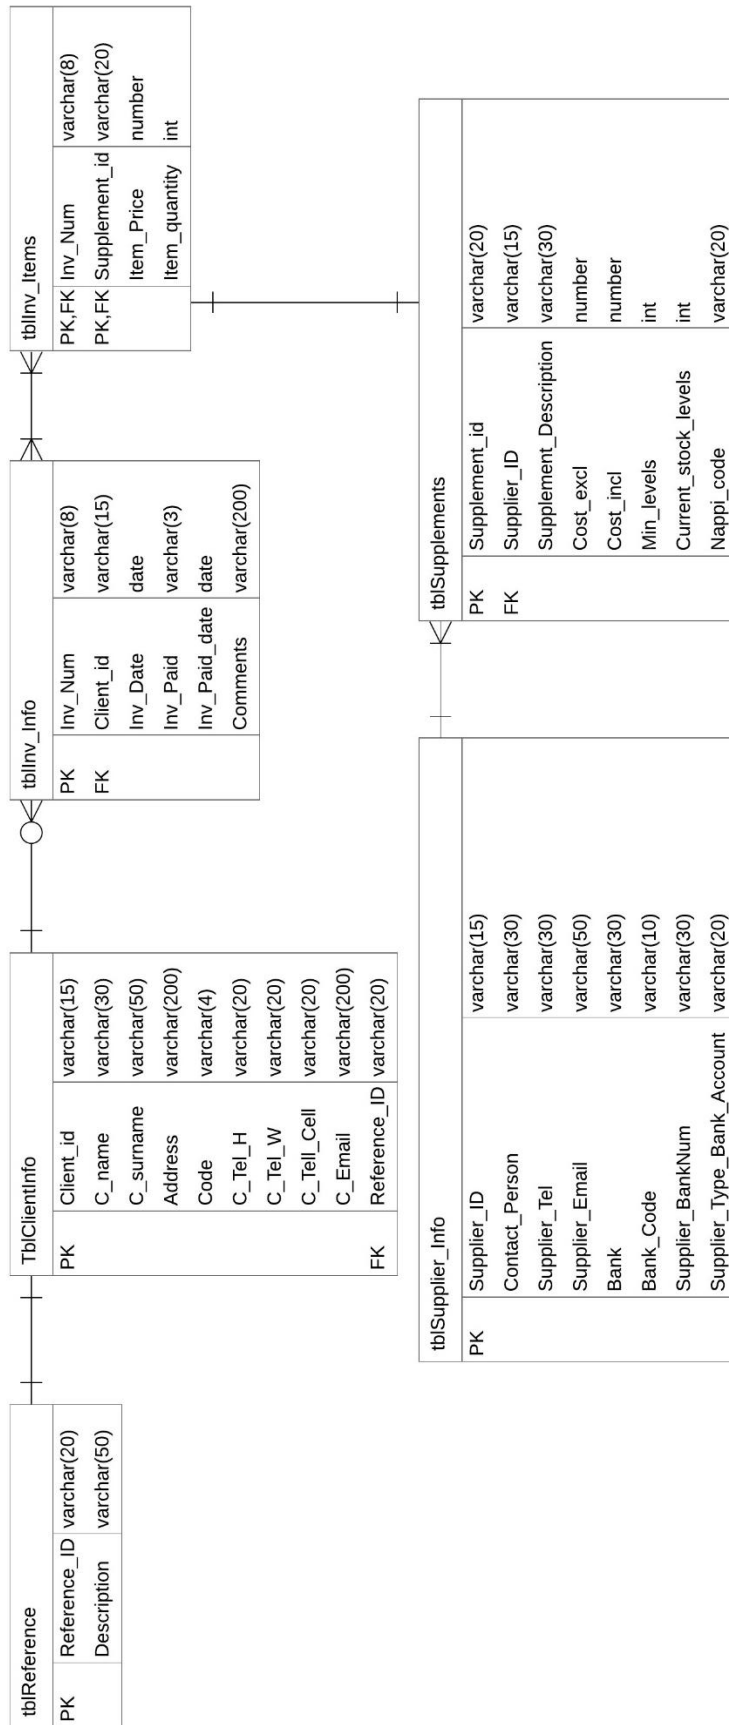 tblReference
PK Reference_ID varchar(20)
Description varchar(50)
TblClientInfo
PK Client_id varchar(15)
C_name varchar(30)
C_surname varchar(50)
Address varchar(200)
Code varchar(4)
C_Tel_H varchar(20)
C_Tel_W varchar(20)
C_Tell_Cell varchar(20)
C_Email varchar(200)
FK Reference_ID varchar(20)
tblInv_Info
PK Inv_Num varchar(8)
FK Client_id varchar(15)
Inv_Date date
Inv_Paid varchar(3)
Inv_Paid_date date
Comments varchar(200)
tblInv_Items
PK,FK Inv_Num varchar(8)
PK,FK Supplement_id varchar(20)
Item_Price number
Item_quantity int
tblSupplier_Info
PK Supplier_ID varchar(15)
Contact_Person varchar(30)
Supplier_Tel varchar(30)
Supplier_Email varchar(50)
Bank varchar(30)
Bank_Code varchar(10)
Supplier_BankNum varchar(30)
Supplier_Type_Bank_Account varchar(20)
tblSupplements
PK Supplement_id varchar(20)
FK Supplier_ID varchar(15)
Supplement_Description varchar(30)
Cost_excl number
Cost_incl number
Min_levels int
Current_stock_levels int
Nappi_code varchar(20)